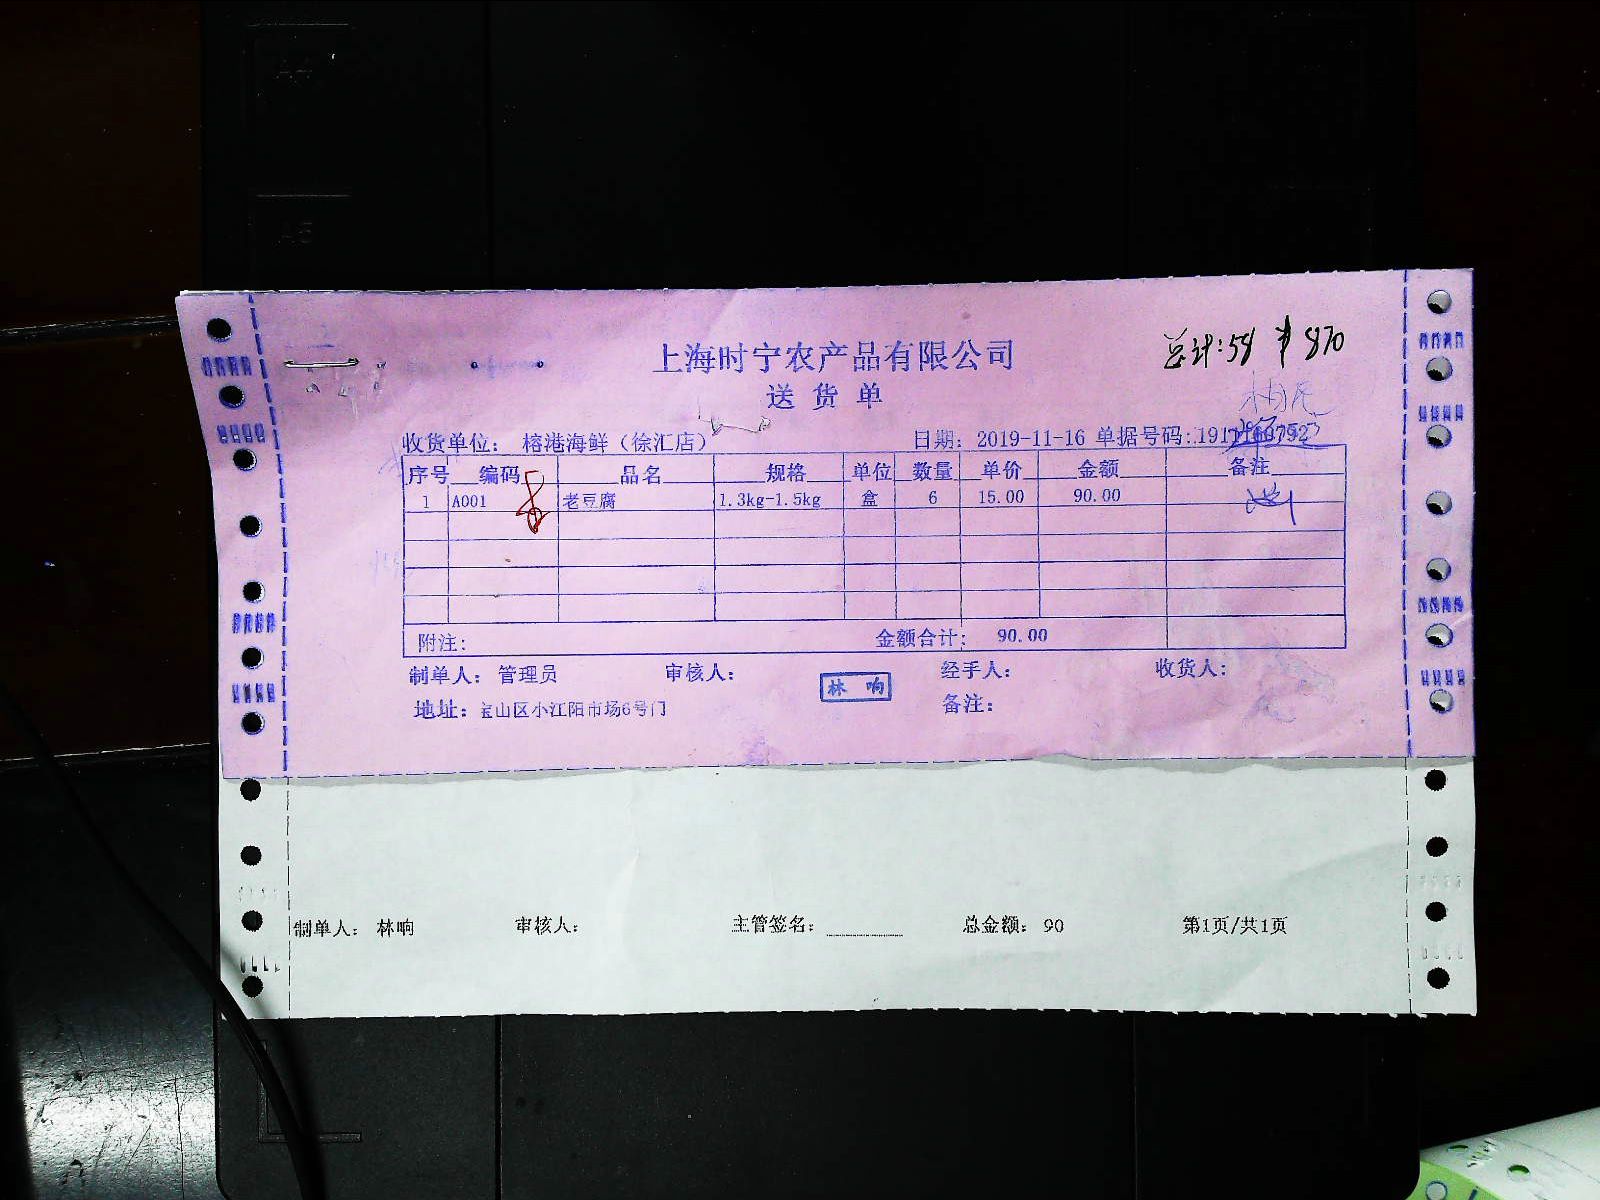 A4
A5
总计:58 ¥870
上海时宁农产品有限公司
送货单
收货单位: 榕港海鲜(徐汇店) 日期: 2019-11-16 单据号码:
序号 编码 品名 规格 单位 数量 单价 金额 备注
1 A001 老豆腐 1.3kg-1.5kg 盒 6 15.00 90.00
附注: 金额合计: 90.00
制单人: 管理员 审核人: 经手人: 收货人:
林响
地址: 宝山区小江阳市场6号门 备注:
制单人: 林响 审核人: 主管签名: 总金额: 90 第1页/共1页